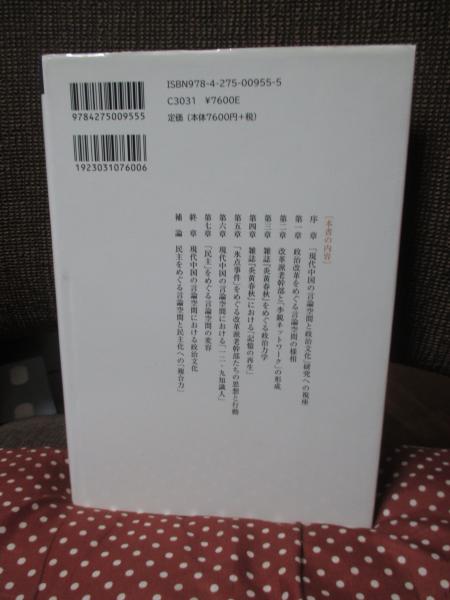 ISBN978-4-275-00955-5
C3031 ¥7600E
定価(本体7600円+税)
9784275009555
1923031076006
[本書の内容]
序章 「現代中国の言論空間と政治文化」研究への視座
第一章 政治改革をめぐる言論空間の様相
第二章 改革派老幹部と「李鋭ネットワーク」の形成
第三章 雑誌『炎黄春秋』をめぐる政治力学
第四章 雑誌『炎黄春秋』における「記憶の再生」
第五章 「氷点事件」をめぐる改革派老幹部たちの思想と行動
第六章 現代中国の言論空間における「一二・九知識人」
第七章 「民主」をめぐる言論空間の変容
終章 現代中国の言論空間における政治文化
補論 民主をめぐる言論空間と民主化への「複合力」